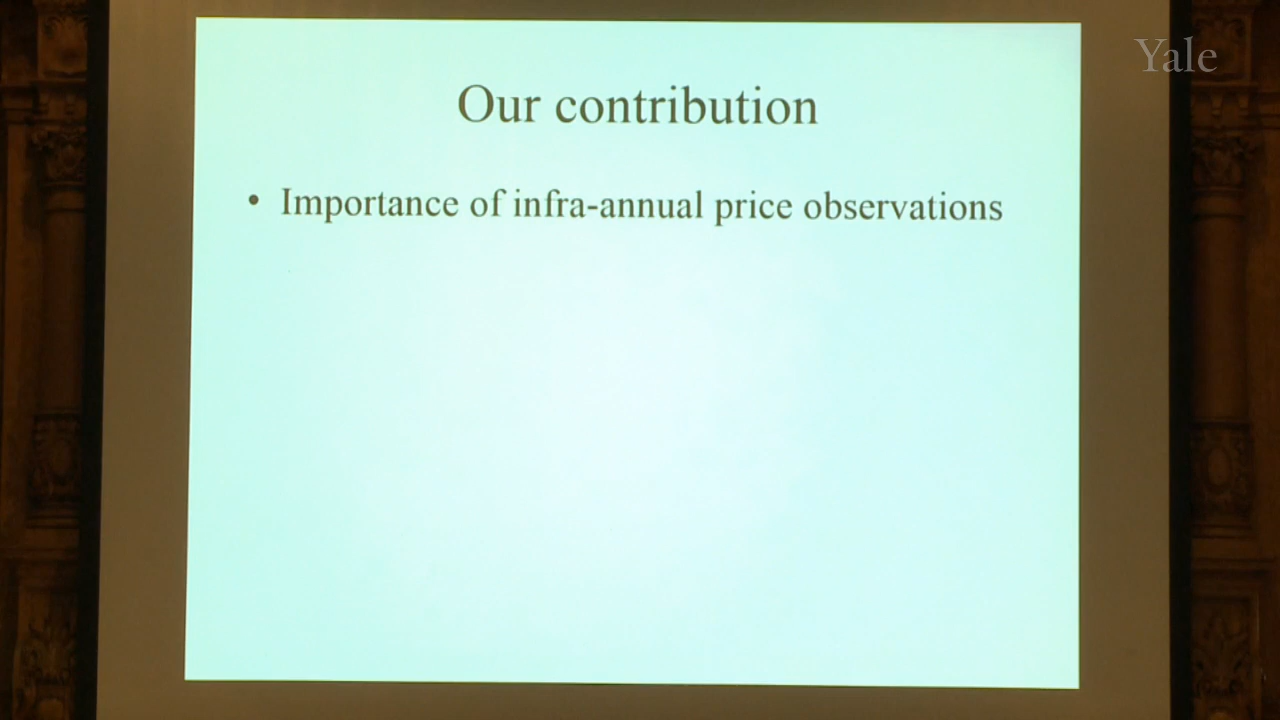 Yale
Our contribution
• Importance of infra-annual price observations